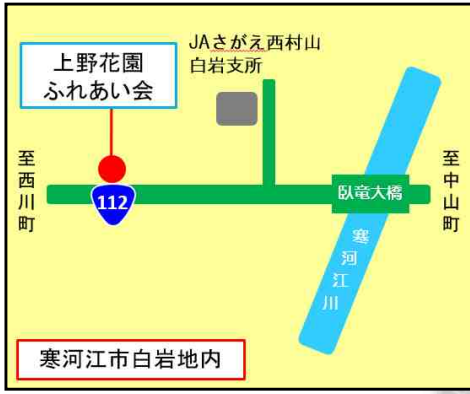 上野花園
ふれあい会
JAさがえ西村山
白岩支所
至西川町
112
臥竜大橋
至中山町
寒河江川
寒河江市白岩地内